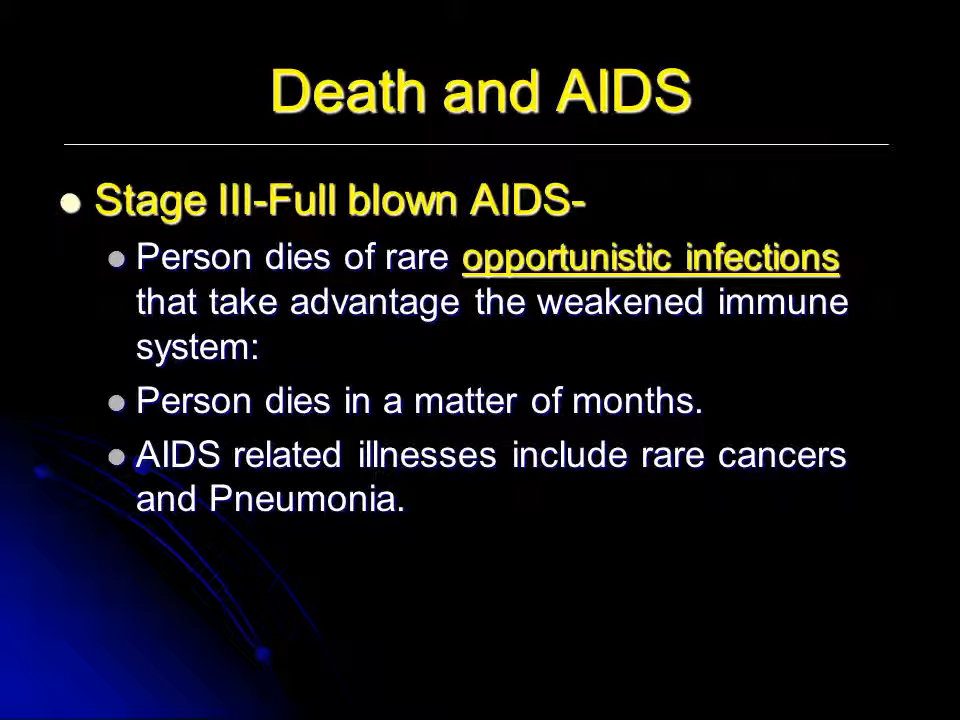 Death and AIDS
Stage III-Full blown AIDS-
Person dies of rare opportunistic infections
that take advantage the weakened immune
system:
Person dies in a matter of months.
AIDS related illnesses include rare cancers
and Pneumonia.